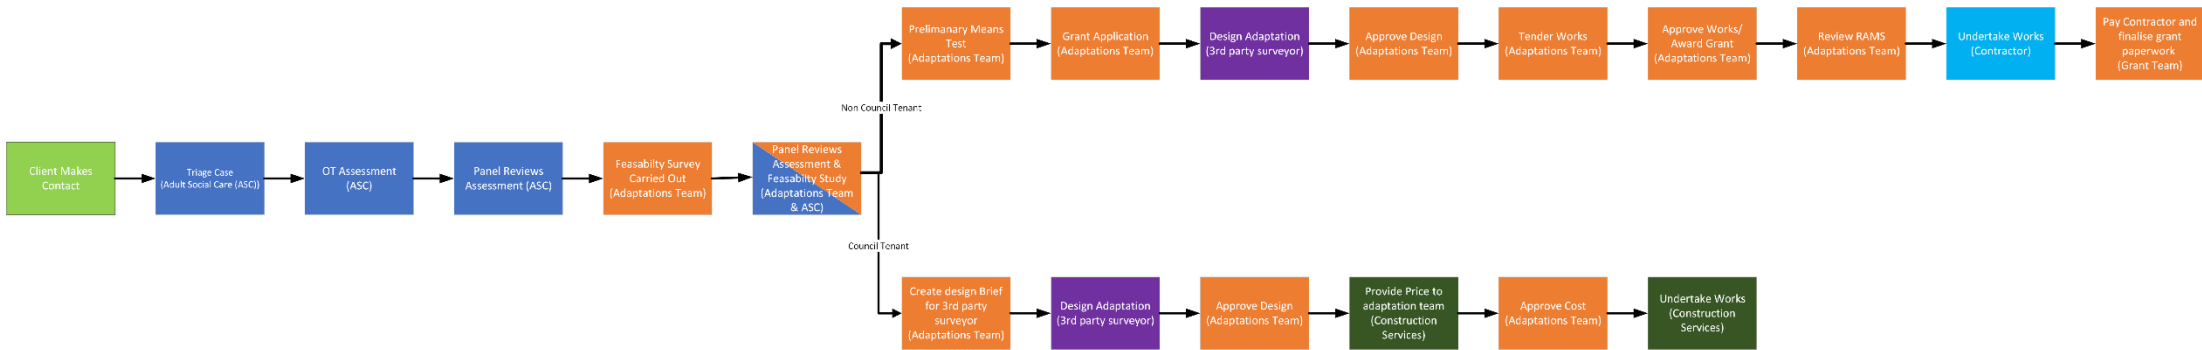 Client Makes
Contact
Triage Case
(Adult Social Care (ASC))
OT Assessment
(ASC)
Panel Reviews
Assessment (ASC)
Feasabilty Survey
Carried Out
(Adaptations Team)
Panel Reviews
Assessment &
Feasabilty Study
(Adaptations Team
& ASC)
Non Council Tenant
Prelimanary Means
Test
(Adaptations Team)
Grant Application
(Adaptations Team)
Design Adaptation
(3rd party surveyor)
Approve Design
(Adaptations Team)
Tender Works
(Adaptations Team)
Approve Works/
Award Grant
(Adaptations Team)
Review RAMS
(Adaptations Team)
Undertake Works
(Contractor)
Pay Contractor and
finalise grant
paperwork
(Grant Team)
Council Tenant
Create design Brief
for 3rd party
surveyor
(Adaptations Team)
Design Adaptation
(3rd party surveyor)
Approve Design
(Adaptations Team)
Provide Price to
adaptation team
(Construction
Services)
Approve Cost
(Adaptations Team)
Undertake Works
(Construction
Services)